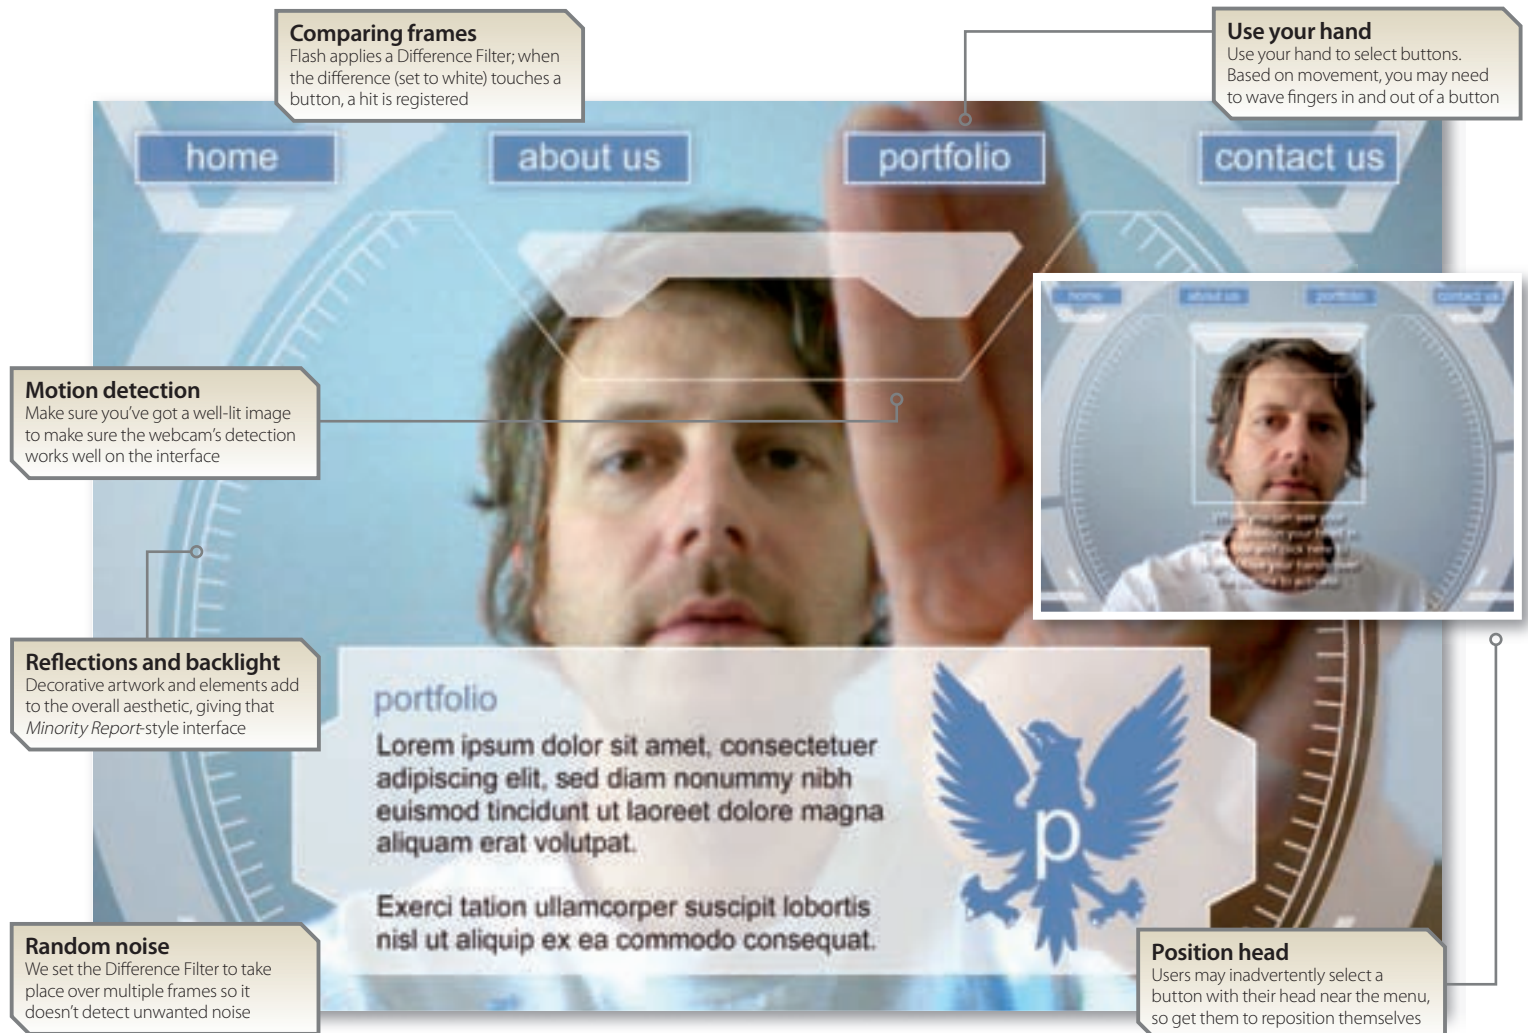 Comparing frames
Flash applies a Difference Filter; when
the difference (set to white) touches a
button, a hit is registered
Use your hand
Use your hand to select buttons.
Based on movement, you may need
to wave fingers in and out of a button
home
about us
portfolio
contact us
home
about us
portfolio
contact us
Motion detection
Make sure you've got a well-lit image
to make sure the webcam's detection
works well on the interface
Reflections and backlight
Decorative artwork and elements add
to the overall aesthetic, giving that
Minority Report-style interface
portfolio
Lorem ipsum dolor sit amet, consectetuer
adipiscing elit, sed diam nonummy nibh
euismod tincidunt ut laoreet dolore magna
aliquam erat volutpat.
Exerci tation ullamcorper suscipit lobortis
nisl ut aliquip ex ea commodo consequat.
p
Random noise
We set the Difference Filter to take
place over multiple frames so it
doesn't detect unwanted noise
Position head
Users may inadvertently select a
button with their head near the menu,
so get them to reposition themselves